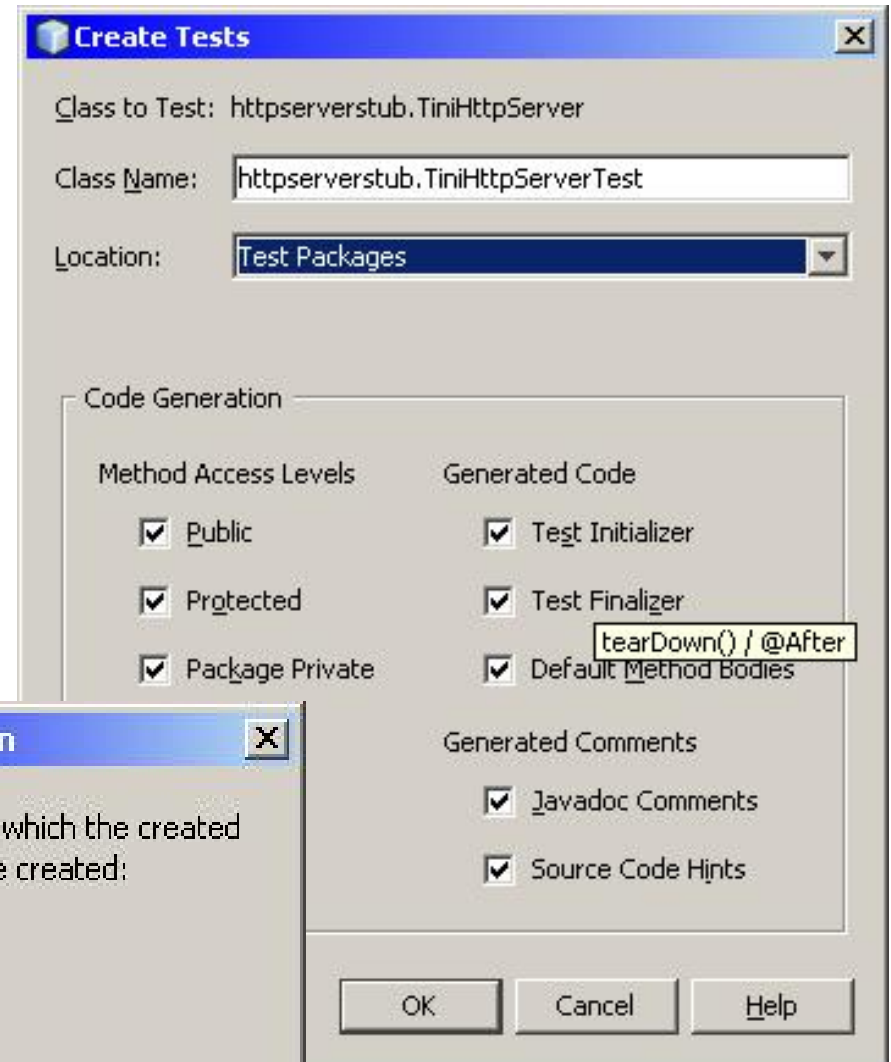 Create Tests
Class to Test: httpserverstub.TiniHttpServer
Class Name: httpserverstub.TiniHttpServerTest
Location: Test Packages
Code Generation
Method Access Levels
Public
Protected
Package Private
Generated Code
Test Initializer
Test Finalizer
tearDown() / @After
Default Method Bodies
Generated Comments
Javadoc Comments
Source Code Hints
n
which the created
e created:
OK Cancel Help